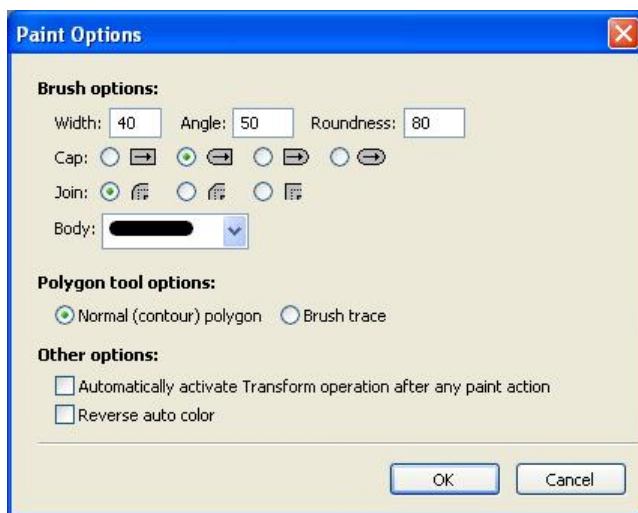 Paint Options
Brush options:
Width: 40 Angle: 50 Roundness: 80
Cap:
Join:
Body:
Polygon tool options:
Normal (contour) polygon Brush trace
Other options:
Automatically activate Transform operation after any paint action
Reverse auto color
OK Cancel